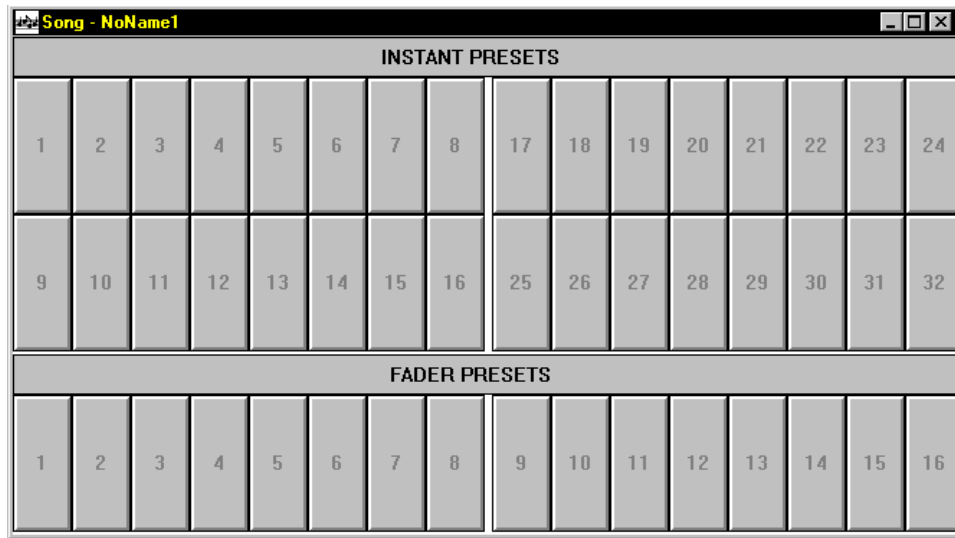 Song - NoName1
INSTANT PRESETS
1 2 3 4 5 6 7 8 17 18 19 20 21 22 23 24
9 10 11 12 13 14 15 16 25 26 27 28 29 30 31 32
FADER PRESETS
1 2 3 4 5 6 7 8 9 10 11 12 13 14 15 16